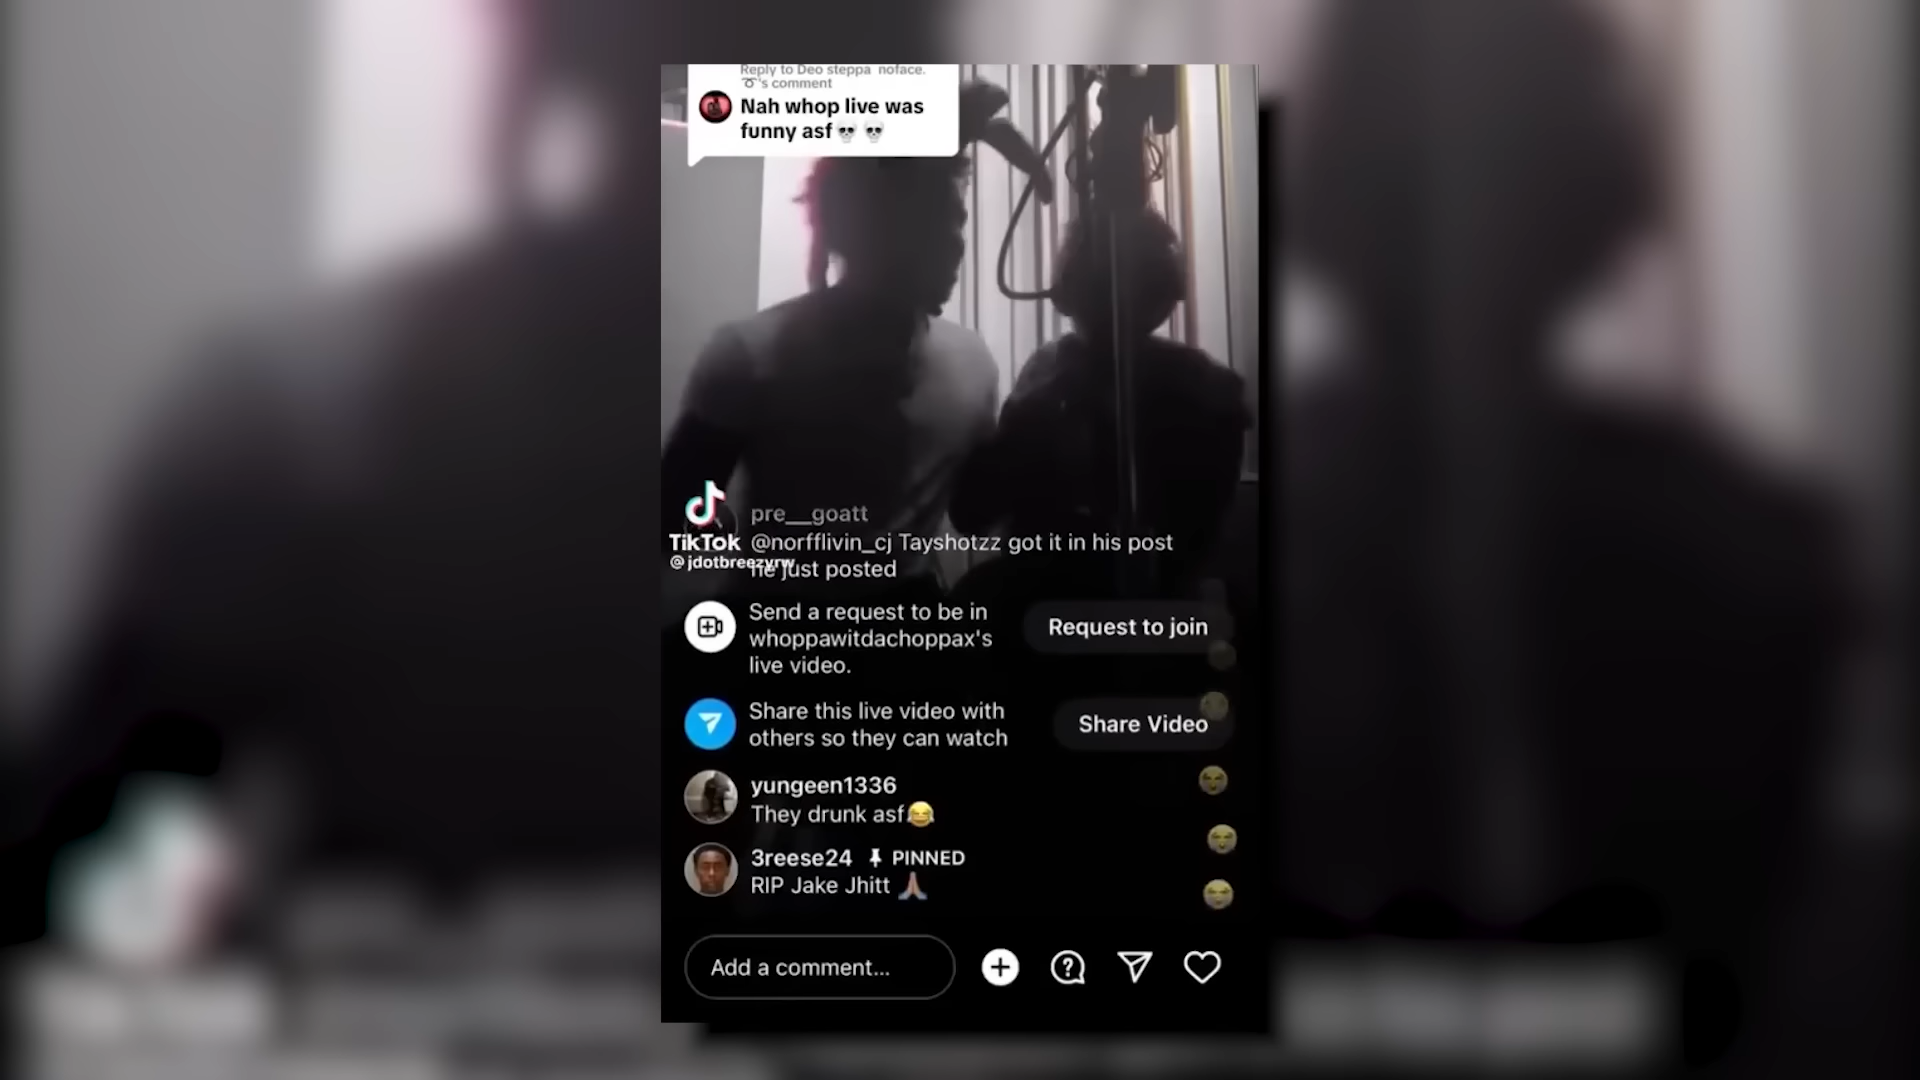 Reply to Deo steppa noface.
's comment
Nah whop live was
funny asf💀💀
pre__goatt
@norfflivin_cj Tayshotzz got it in his post
he just posted
TikTok
@jdotbreezyrw
Send a request to be in
whoppawitdachoppax's
live video.
Request to join
Share this live video with
others so they can watch
Share Video
yungeen1336
They drunk asf😂
3reese24 PINNED
RIP Jake Jhitt 🙏🏽
Add a comment...